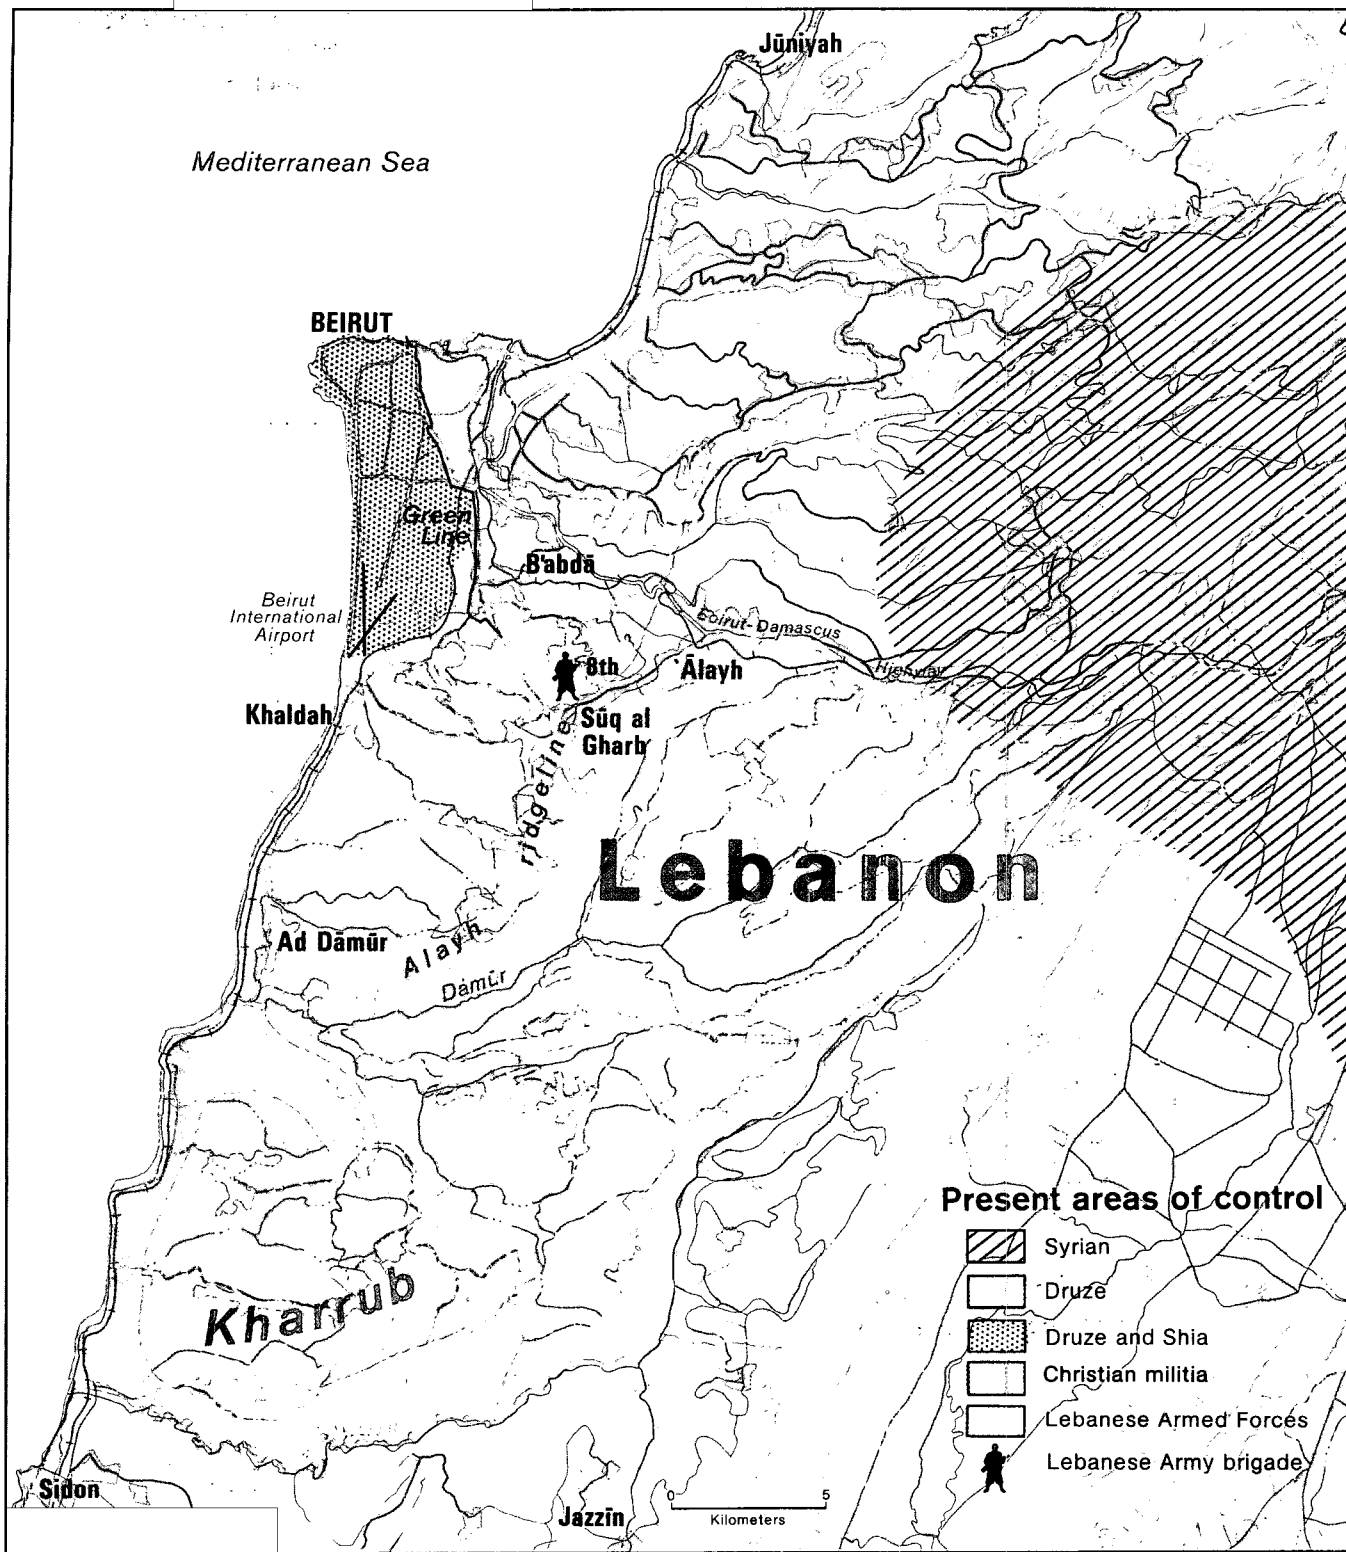 Jūniyah
Mediterranean Sea
BEIRUT
Green
Line
B'abdā
Beirut
International
Airport
Beirut-Damascus
Highway
8th
'Ālayh
Khaldah
Sūq al
Gharb
ridgeline
Lebanon
Ad Dāmūr
Alayh
Dāmūr
Present areas of control
Syrian
Druze
Druze and Shia
Christian militia
Lebanese Armed Forces
Lebanese Army brigade
Kharrub
Sidon
Jazzīn
0 5
Kilometers